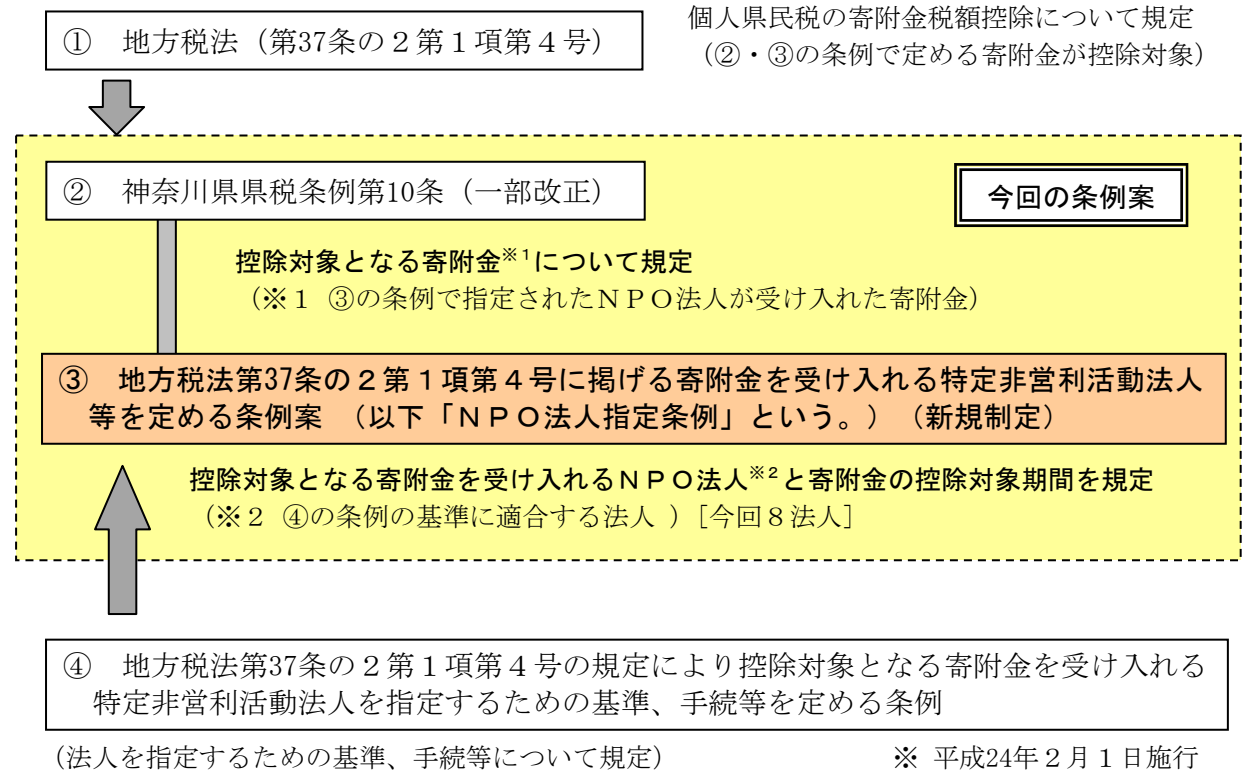 ① 地方税法（第37条の２第１項第４号）
個人県民税の寄附金税額控除について規定
（②・③の条例で定める寄附金が控除対象）
② 神奈川県県税条例第10条（一部改正）
今回の条例案
控除対象となる寄附金※1について規定
（※１ ③の条例で指定されたＮＰＯ法人が受け入れた寄附金）
③ 地方税法第37条の２第１項第４号に掲げる寄附金を受け入れる特定非営利活動法人
等を定める条例案 （以下「ＮＰＯ法人指定条例」という。）（新規制定）
控除対象となる寄附金を受け入れるＮＰＯ法人※2と寄附金の控除対象期間を規定
（※２ ④の条例の基準に適合する法人 ）［今回８法人］
④ 地方税法第37条の２第１項第４号の規定により控除対象となる寄附金を受け入れる
特定非営利活動法人を指定するための基準、手続等を定める条例
（法人を指定するための基準、手続等について規定） ※ 平成24年２月１日施行